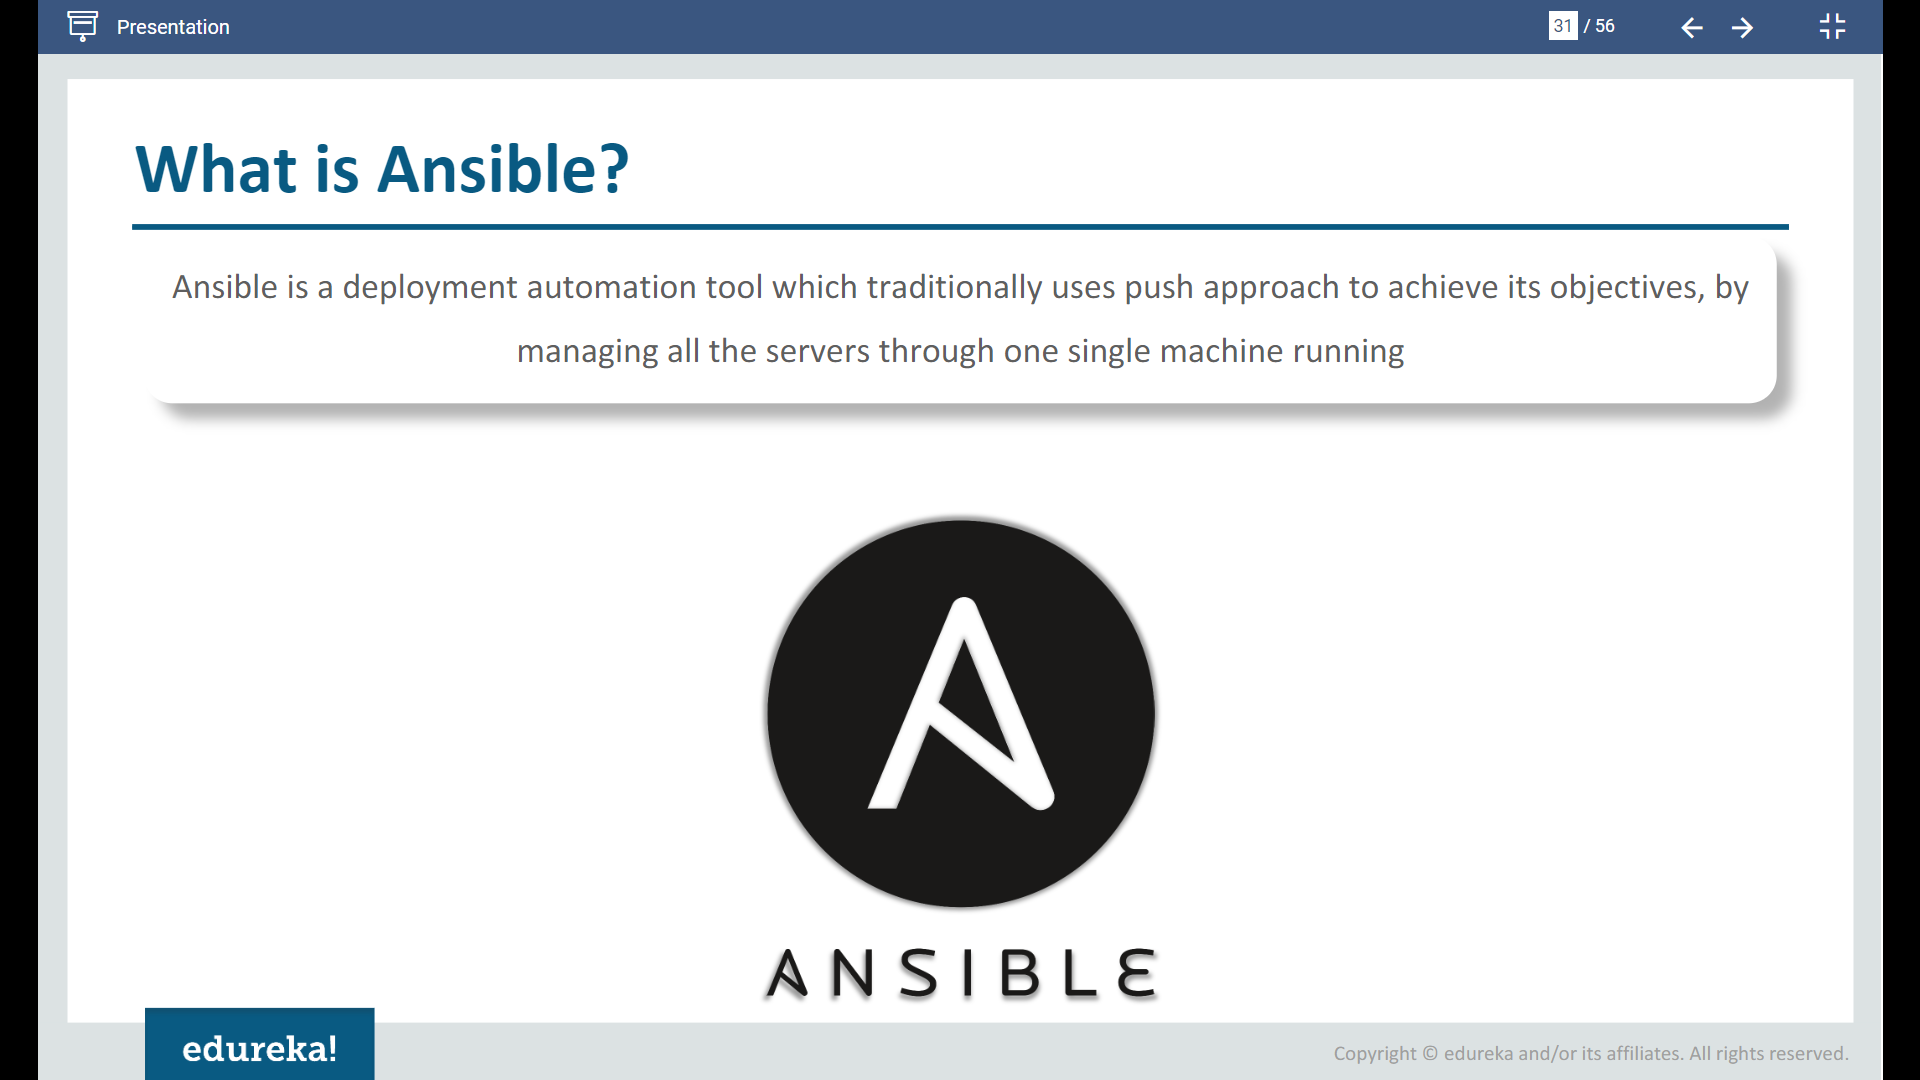 Presentation
31 / 56
What is Ansible?
Ansible is a deployment automation tool which traditionally uses push approach to achieve its objectives, by
managing all the servers through one single machine running
ANSIBLE
edureka!
Copyright © edureka and/or its affiliates. All rights reserved.